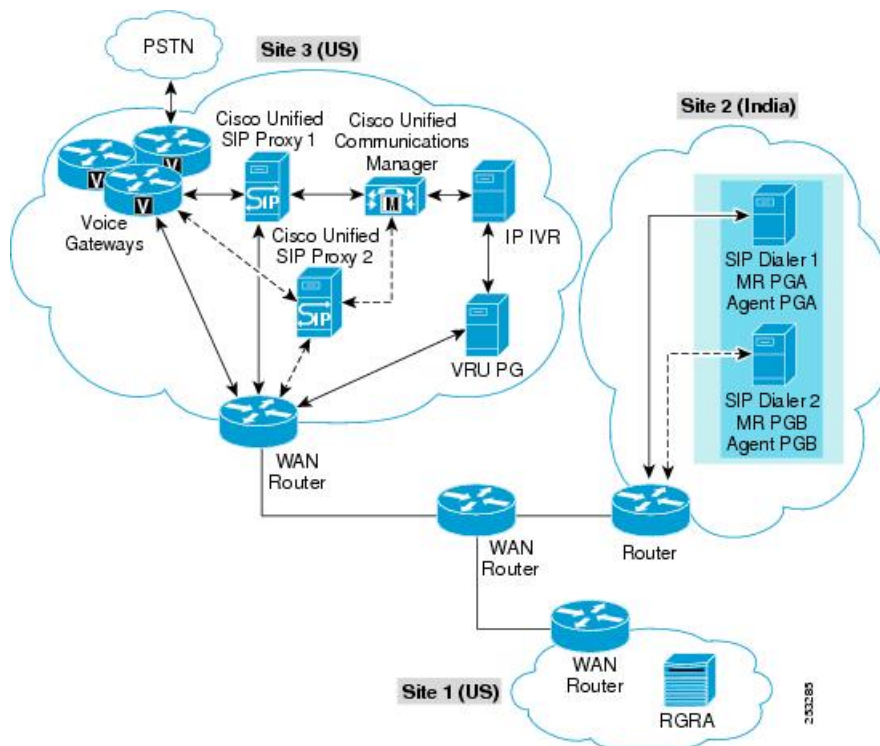 PSTN
Site 3 (US)
Cisco Unified
SIP Proxy 1
Cisco Unified
Communications
Manager
Site 2 (India)
V
V
V
SIP
M
IP IVR
Voice
Gateways
Cisco Unified
SIP Proxy 2
SIP
VRU PG
SIP Dialer 1
MR PGA
Agent PGA
SIP Dialer 2
MR PGB
Agent PGB
WAN
Router
WAN
Router
Router
WAN
Router
Site 1 (US)
RGRA
253285